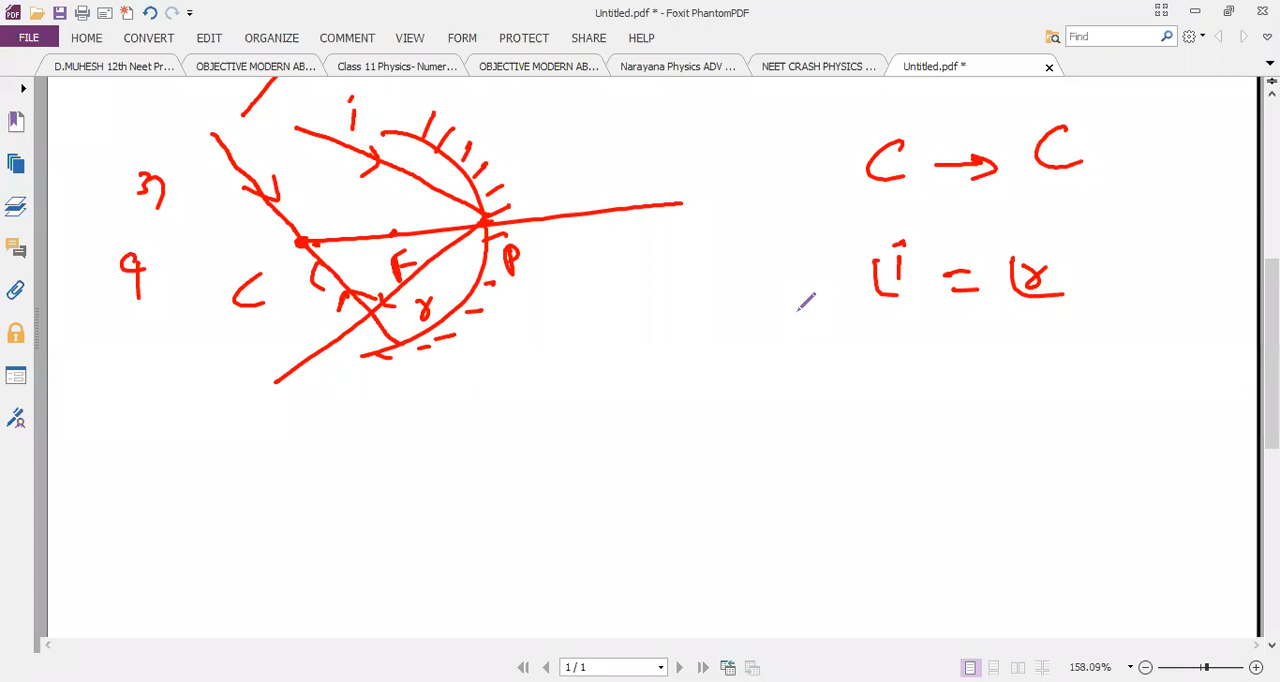 Untitled.pdf * - Foxit PhantomPDF
FILE HOME CONVERT EDIT ORGANIZE COMMENT VIEW FORM PROTECT SHARE HELP
Find
D.MUHESH 12th Neet Pr... OBJECTIVE MODERN AB... Class 11 Physics- Numer... OBJECTIVE MODERN AB... Narayana Physics ADV ... NEET CRASH PHYSICS ... Untitled.pdf *
i
C → C
3)
F P
4 C
r
∠i = ∠r
1 / 1
158.09%